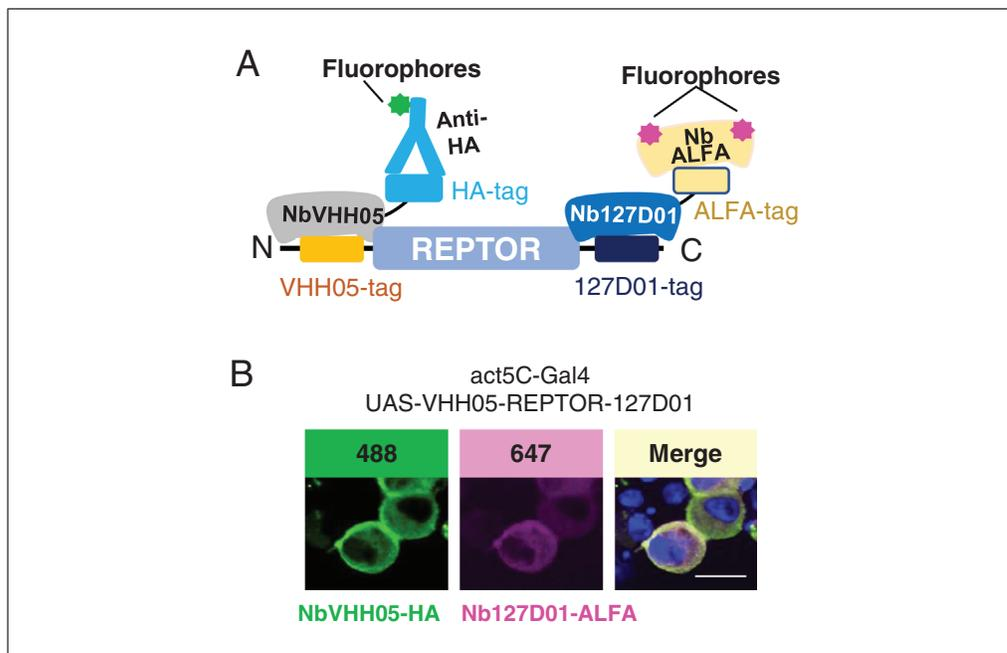 A
Fluorophores
Anti-
HA
HA-tag
NbVHH05
N
REPTOR
VHH05-tag
Fluorophores
Nb
ALFA
ALFA-tag
Nb127D01
C
127D01-tag
B
act5C-Gal4
UAS-VHH05-REPTOR-127D01
488
647
Merge
NbVHH05-HA
Nb127D01-ALFA